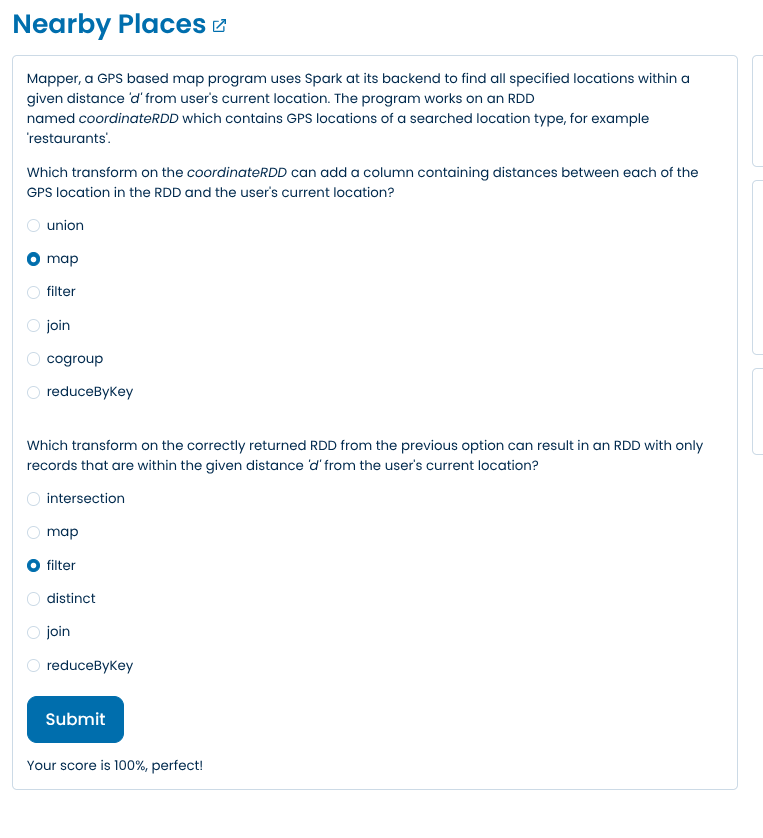 Nearby Places
Mapper, a GPS based map program uses Spark at its backend to find all specified locations within a
given distance 'd' from user's current location. The program works on an RDD
named coordinateRDD which contains GPS locations of a searched location type, for example
'restaurants'.
Which transform on the coordinateRDD can add a column containing distances between each of the
GPS location in the RDD and the user's current location?
union
map
filter
join
cogroup
reduceByKey
Which transform on the correctly returned RDD from the previous option can result in an RDD with only
records that are within the given distance 'd' from the user's current location?
intersection
map
filter
distinct
join
reduceByKey
Submit
Your score is 100%, perfect!